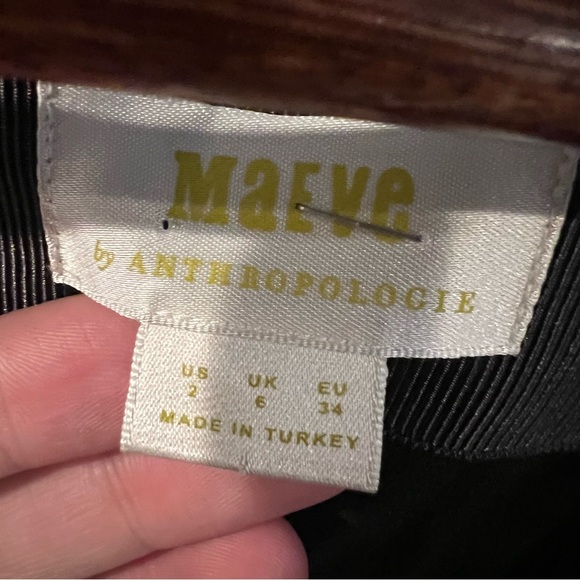 Maeve
by ANTHROPOLOGIE
US UK EU
2 6 34
MADE IN TURKEY